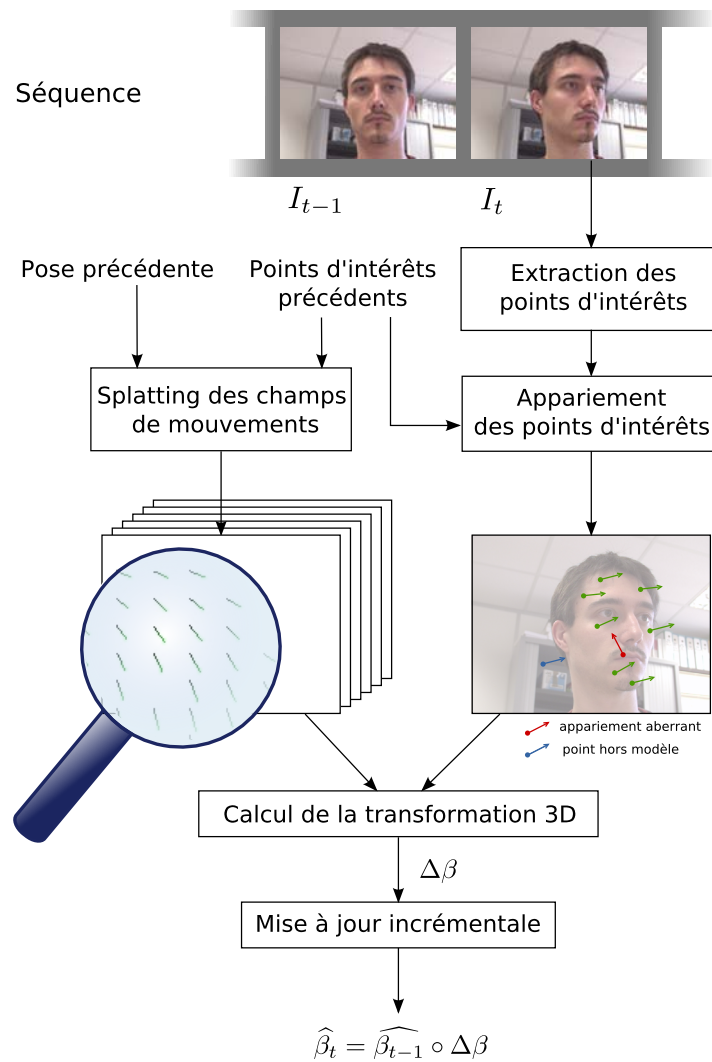 Séquence
I_{t-1}
I_t
Pose précédente
Points d'intérêts
précédents
Extraction des
points d'intérêts
Splatting des champs
de mouvements
Appariement
des points d'intérêts
appariement aberrant
point hors modèle
Calcul de la transformation 3D
Δβ
Mise à jour incrémentale
\widehat{β}_t = \widehat{β_{t-1}} ∘ Δβ